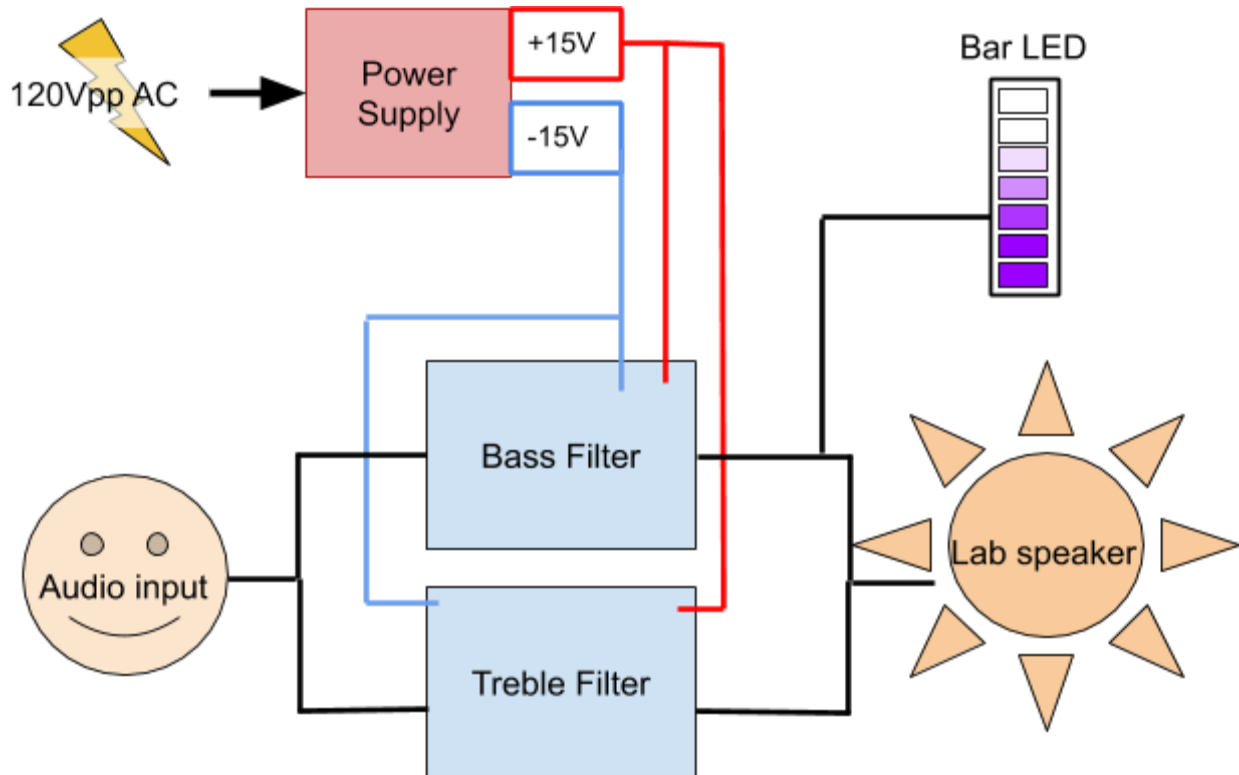 120Vpp AC
Power
Supply
+15V
-15V
Bar LED
Bass Filter
Audio input
Lab speaker
Treble Filter